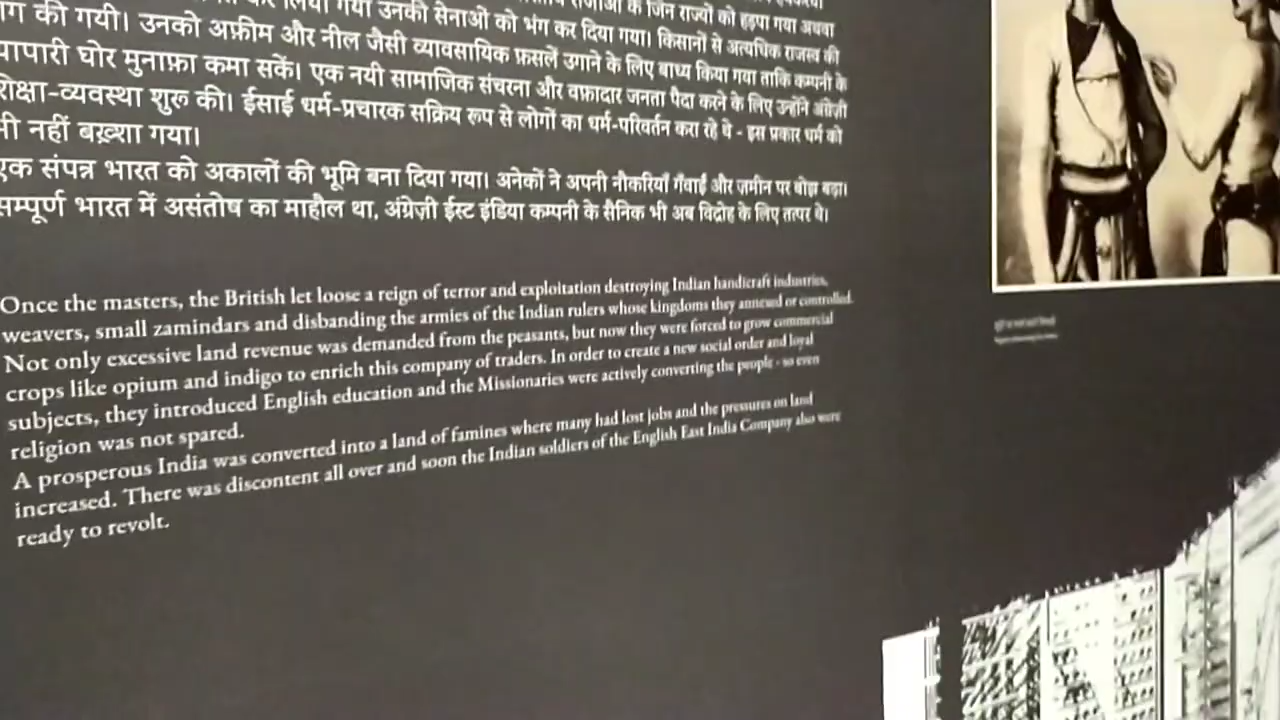 लिया गया उनकी सेनाओं को भंग कर दिया गया। किसानों से अत्यधिक राजस्व की
की गयी। उनको अफ़ीम और नील जैसी व्यावसायिक फ़सलें उगाने के लिए बाध्य किया गया ताकि कम्पनी के
घोर मुनाफ़ा कमा सकें। एक नयी सामाजिक संचरना और वफ़ादार जनता पैदा करने के लिए उन्होंने अंग्रेज़ी
शिक्षा-व्यवस्था शुरू की। ईसाई धर्म-प्रचारक सक्रिय रूप से लोगों का धर्म-परिवर्तन करा रहे थे - इस प्रकार धर्म को
भी नहीं बख़्शा गया।
एक संपन्न भारत को अकालों की भूमि बना दिया गया। अनेकों ने अपनी नौकरियाँ गँवाईं और ज़मीन पर बोझ बढ़ा।
सम्पूर्ण भारत में असंतोष का माहौल था, अंग्रेज़ी ईस्ट इंडिया कम्पनी के सैनिक भी अब विद्रोह के लिए तत्पर थे।
Once the masters, the British let loose a reign of terror and exploitation destroying Indian handicraft industries,
weavers, small zamindars and disbanding the armies of the Indian rulers whose kingdoms they annexed or controlled.
Not only excessive land revenue was demanded from the peasants, but now they were forced to grow commercial
crops like opium and indigo to enrich this company of traders. In order to create a new social order and loyal
subjects, they introduced English education and the Missionaries were actively converting the people - so even
religion was not spared.
A prosperous India was converted into a land of famines where many had lost jobs and the pressures on land
increased. There was discontent all over and soon the Indian soldiers of the English East India Company also were
ready to revolt.